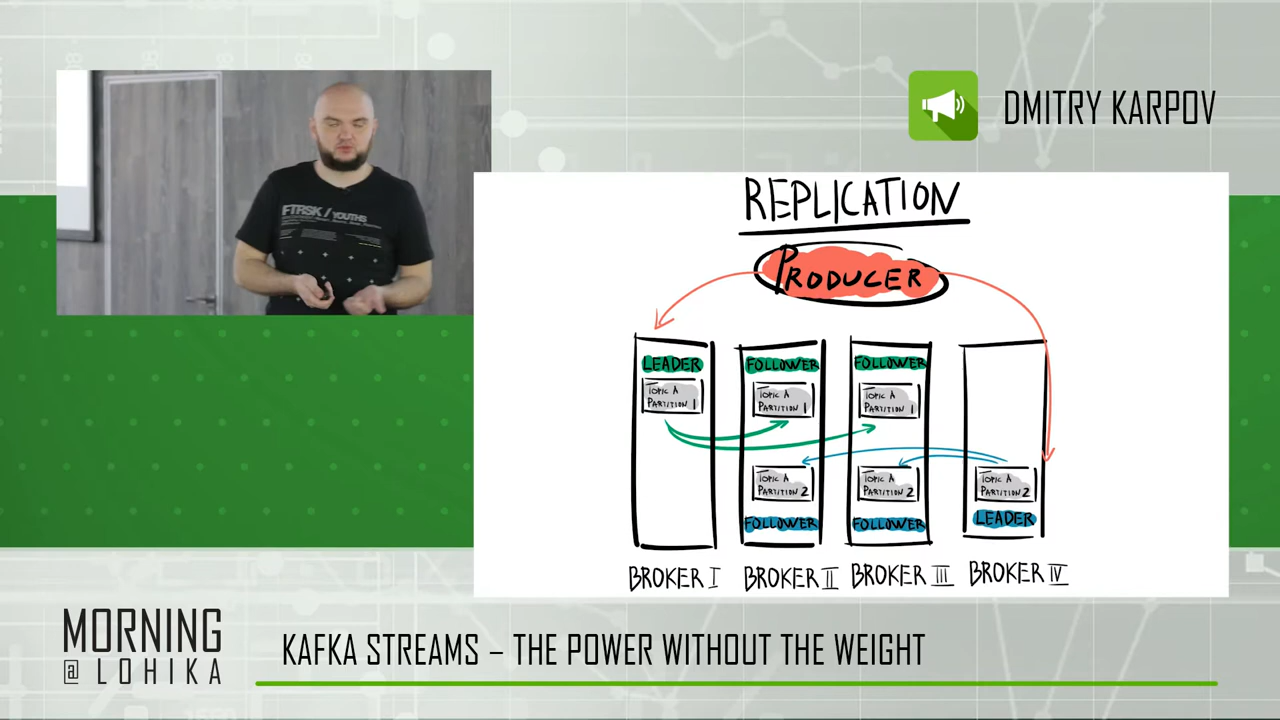 DMITRY KARPOV
FTRSK / YOUTHS
REPLICATION
PRODUCER
LEADER
TOPIC A
PARTITION 1
FOLLOWER
TOPIC A
PARTITION 1
FOLLOWER
TOPIC A
PARTITION 1
TOPIC A
PARTITION 2
FOLLOWER
TOPIC A
PARTITION 2
FOLLOWER
TOPIC A
PARTITION 2
LEADER
BROKER I
BROKER II
BROKER III
BROKER IV
MORNING
@ LOHIKA
KAFKA STREAMS – THE POWER WITHOUT THE WEIGHT